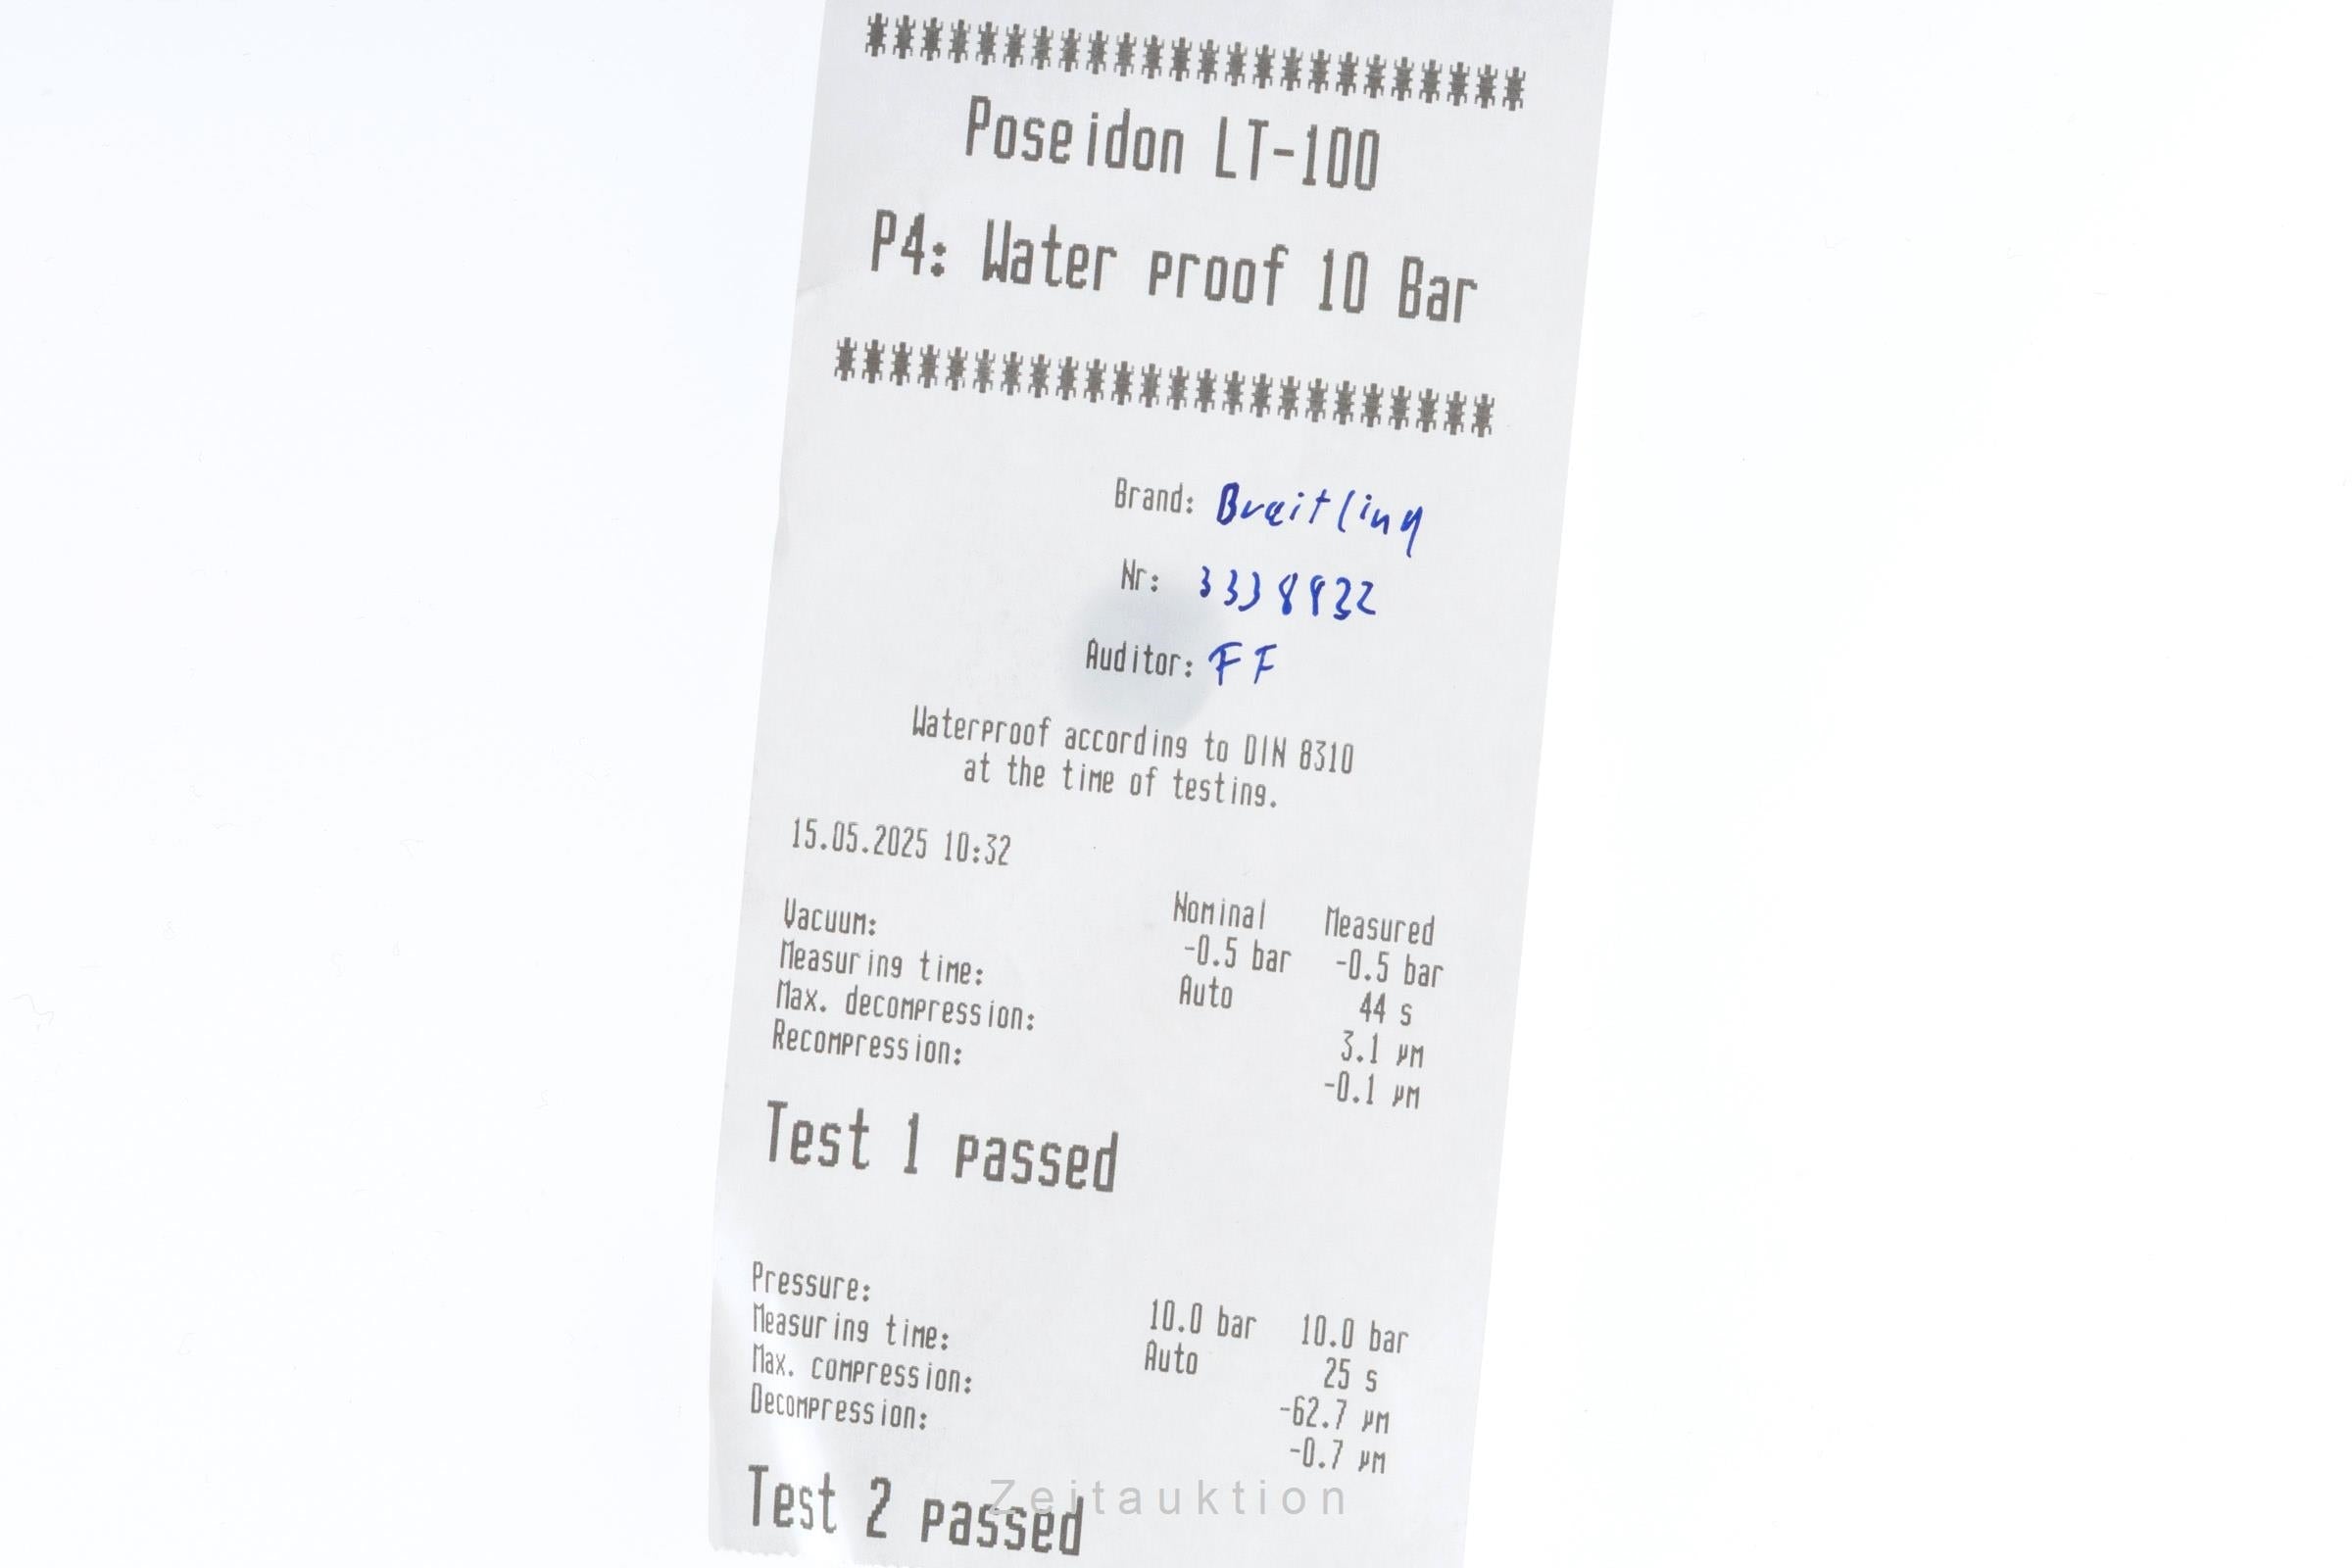 ************************
Poseidon LT-100
P4: Water proof 10 Bar
************************
Brand: Breitling
Nr: 3338932
Auditor: FF
Waterproof according to DIN 8310
at the time of testing.
15.05.2025 10:32
Nominal Measured
Vacuum: -0.5 bar -0.5 bar
Measuring time: Auto 44 s
Max. decompression: 3.1 µm
Recompression: -0.1 µm
Test 1 passed
Pressure: 10.0 bar 10.0 bar
Measuring time: Auto 25 s
Max. compression: -62.7 µm
Decompression: -0.7 µm
Test 2 passed
Zeitauktion